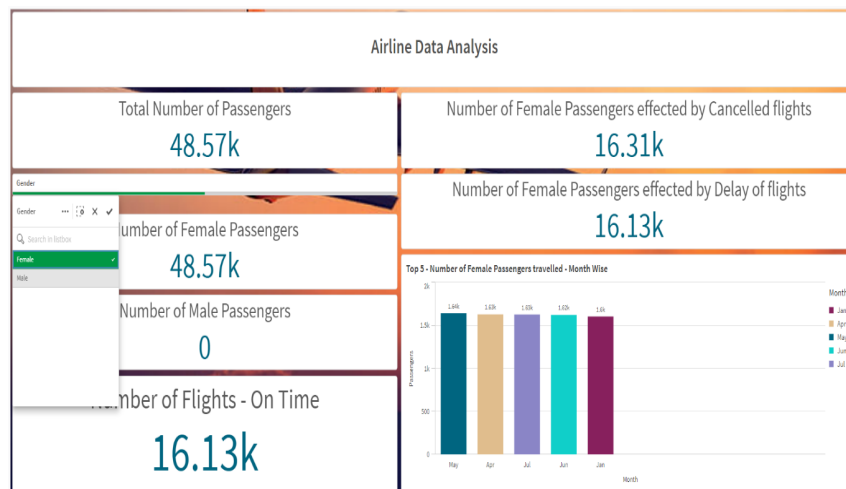 Airline Data Analysis
Total Number of Passengers
48.57k
Gender
Gender
Search in listbox
Female
Male
Number of Female Passengers
48.57k
Number of Male Passengers
0
Number of Flights - On Time
16.13k
Number of Female Passengers effected by Cancelled flights
16.31k
Number of Female Passengers effected by Delay of flights
16.13k
Top 5 - Number of Female Passengers travelled - Month Wise
2k
1.5k
1k
500
0
Passengers
1.64k
1.63k
1.63k
1.62k
1.6k
May
Apr
Jul
Jun
Jan
Month
Month
Jan
Apr
May
Jun
Jul